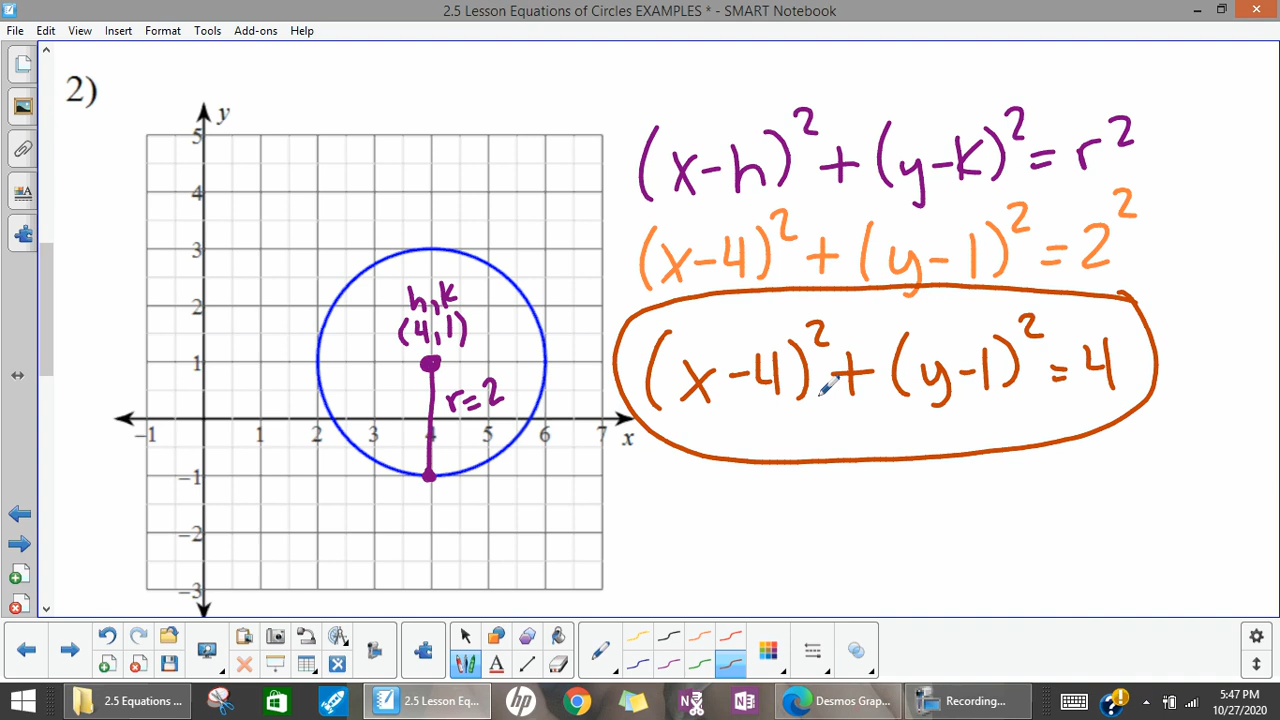 2.5 Lesson Equations of Circles EXAMPLES * - SMART Notebook
File Edit View Insert Format Tools Add-ons Help
2)
y
5
4
3
2
1
-1
-2
-3
-1 1 2 3 4 5 6 7 x
h,k
(4,1)
r=2
(x-h)²+(y-k)²=r²
(x-4)²+(y-1)²=2²
(x-4)²+(y-1)²=4
2.5 Equations ...
2.5 Lesson Eq...
hp
Desmos Grap...
Recording...
5:47 PM
10/27/2020